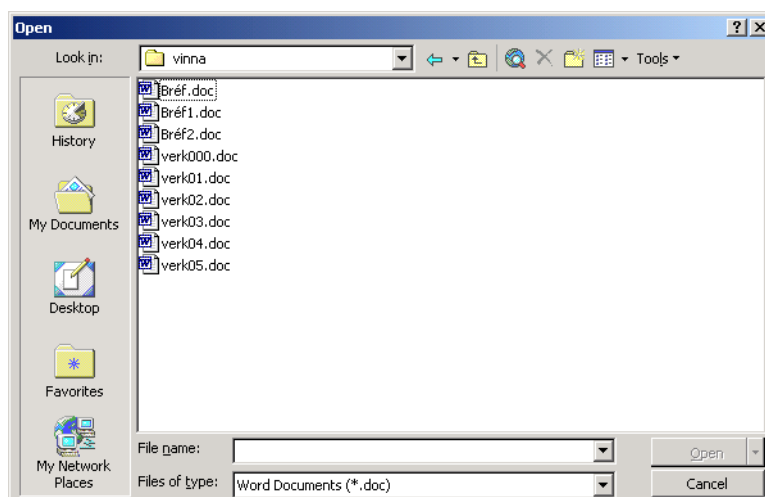 Open
Look in:
vinna
Tools
History
My Documents
Desktop
Favorites
My Network
Places
Bréf.doc
Bréf1.doc
Bréf2.doc
verk000.doc
verk01.doc
verk02.doc
verk03.doc
verk04.doc
verk05.doc
File name:
Open
Files of type:
Word Documents (*.doc)
Cancel